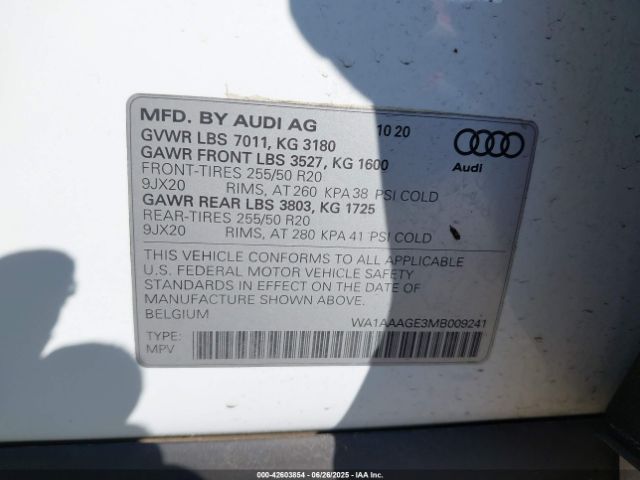 MFD. BY AUDI AG 10 20
GVWR LBS 7011, KG 3180
GAWR FRONT LBS 3527, KG 1600
FRONT-TIRES 255/50 R20
9JX20 RIMS, AT 260 KPA 38 PSI COLD
GAWR REAR LBS 3803, KG 1725
REAR-TIRES 255/50 R20
9JX20 RIMS, AT 280 KPA 41 PSI COLD
Audi
THIS VEHICLE CONFORMS TO ALL APPLICABLE
U.S. FEDERAL MOTOR VEHICLE SAFETY
STANDARDS IN EFFECT ON THE DATE OF
MANUFACTURE SHOWN ABOVE.
BELGIUM WA1AAAGE3MB009241
TYPE:
MPV
000-42603854 | 06/26/2025 | IAA Inc.